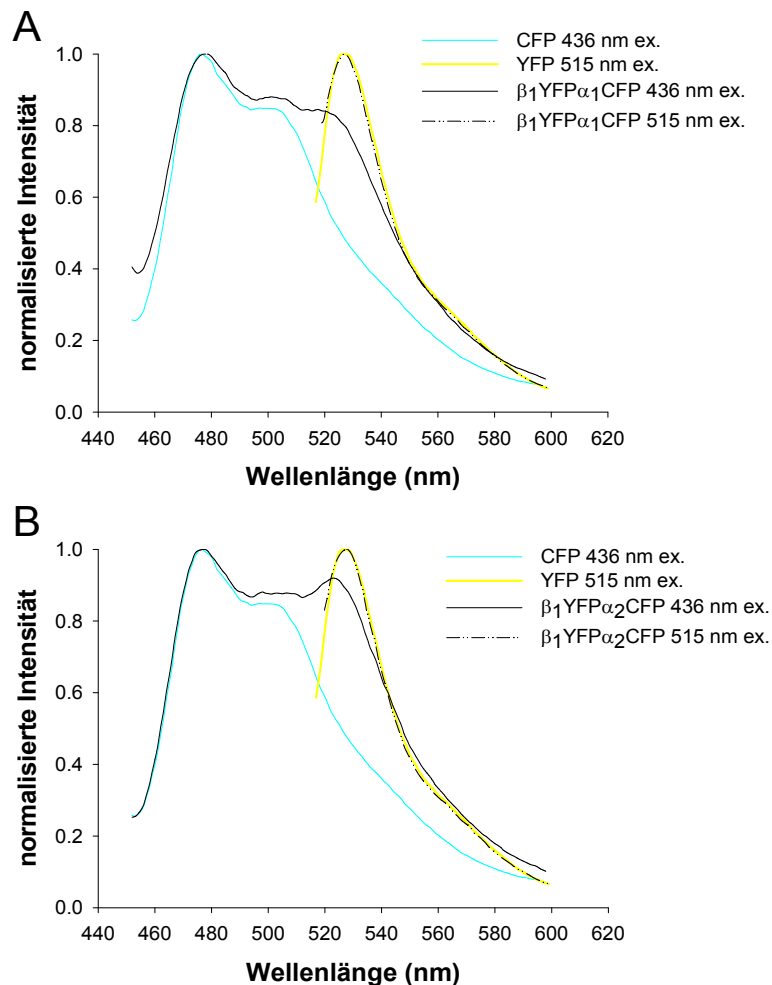 A
CFP 436 nm ex.
YFP 515 nm ex.
β₁YFPα₁CFP 436 nm ex.
β₁YFPα₁CFP 515 nm ex.
normalisierte Intensität
1.0
0.8
0.6
0.4
0.2
0.0
440 460 480 500 520 540 560 580 600 620
Wellenlänge (nm)
B
CFP 436 nm ex.
YFP 515 nm ex.
β₁YFPα₂CFP 436 nm ex.
β₁YFPα₂CFP 515 nm ex.
normalisierte Intensität
1.0
0.8
0.6
0.4
0.2
0.0
440 460 480 500 520 540 560 580 600 620
Wellenlänge (nm)